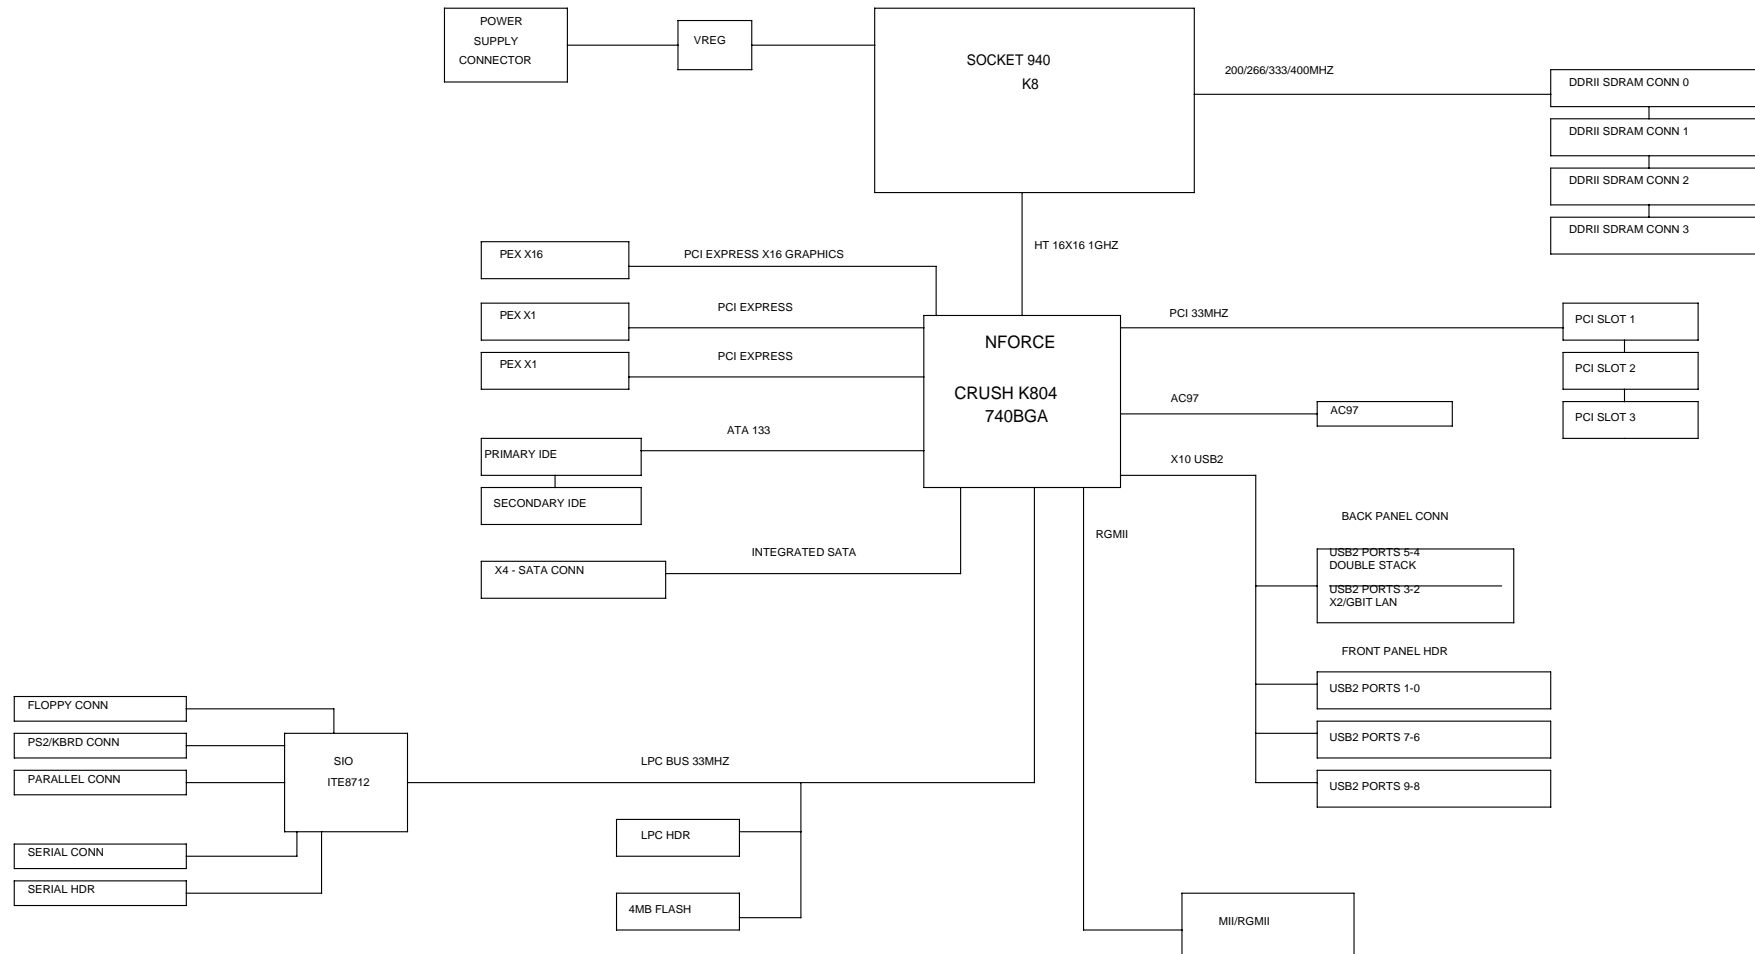 POWER
SUPPLY
CONNECTOR
VREG
SOCKET 940
K8
200/266/333/400MHZ
DDRII SDRAM CONN 0
DDRII SDRAM CONN 1
DDRII SDRAM CONN 2
DDRII SDRAM CONN 3
HT 16X16 1GHZ
PEX X16
PCI EXPRESS X16 GRAPHICS
PEX X1
PCI EXPRESS
PEX X1
PCI EXPRESS
NFORCE
CRUSH K804
740BGA
PCI 33MHZ
PCI SLOT 1
PCI SLOT 2
PCI SLOT 3
AC97
AC97
ATA 133
PRIMARY IDE
SECONDARY IDE
X10 USB2
BACK PANEL CONN
RGMII
INTEGRATED SATA
X4 - SATA CONN
USB2 PORTS 5-4
DOUBLE STACK
USB2 PORTS 3-2
X2/GBIT LAN
FRONT PANEL HDR
USB2 PORTS 1-0
USB2 PORTS 7-6
USB2 PORTS 9-8
FLOPPY CONN
PS2/KBRD CONN
PARALLEL CONN
SIO
ITE8712
LPC BUS 33MHZ
SERIAL CONN
SERIAL HDR
LPC HDR
4MB FLASH
MII/RGMII